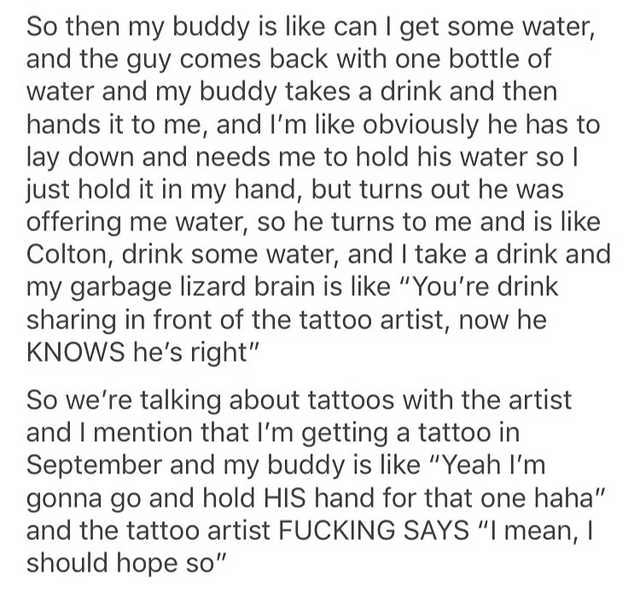 So then my buddy is like can I get some water,
and the guy comes back with one bottle of
water and my buddy takes a drink and then
hands it to me, and I’m like obviously he has to
lay down and needs me to hold his water so I
just hold it in my hand, but turns out he was
offering me water, so he turns to me and is like
Colton, drink some water, and I take a drink and
my garbage lizard brain is like “You’re drink
sharing in front of the tattoo artist, now he
KNOWS he’s right”
So we’re talking about tattoos with the artist
and I mention that I’m getting a tattoo in
September and my buddy is like “Yeah I’m
gonna go and hold HIS hand for that one haha”
and the tattoo artist FUCKING SAYS “I mean, I
should hope so”